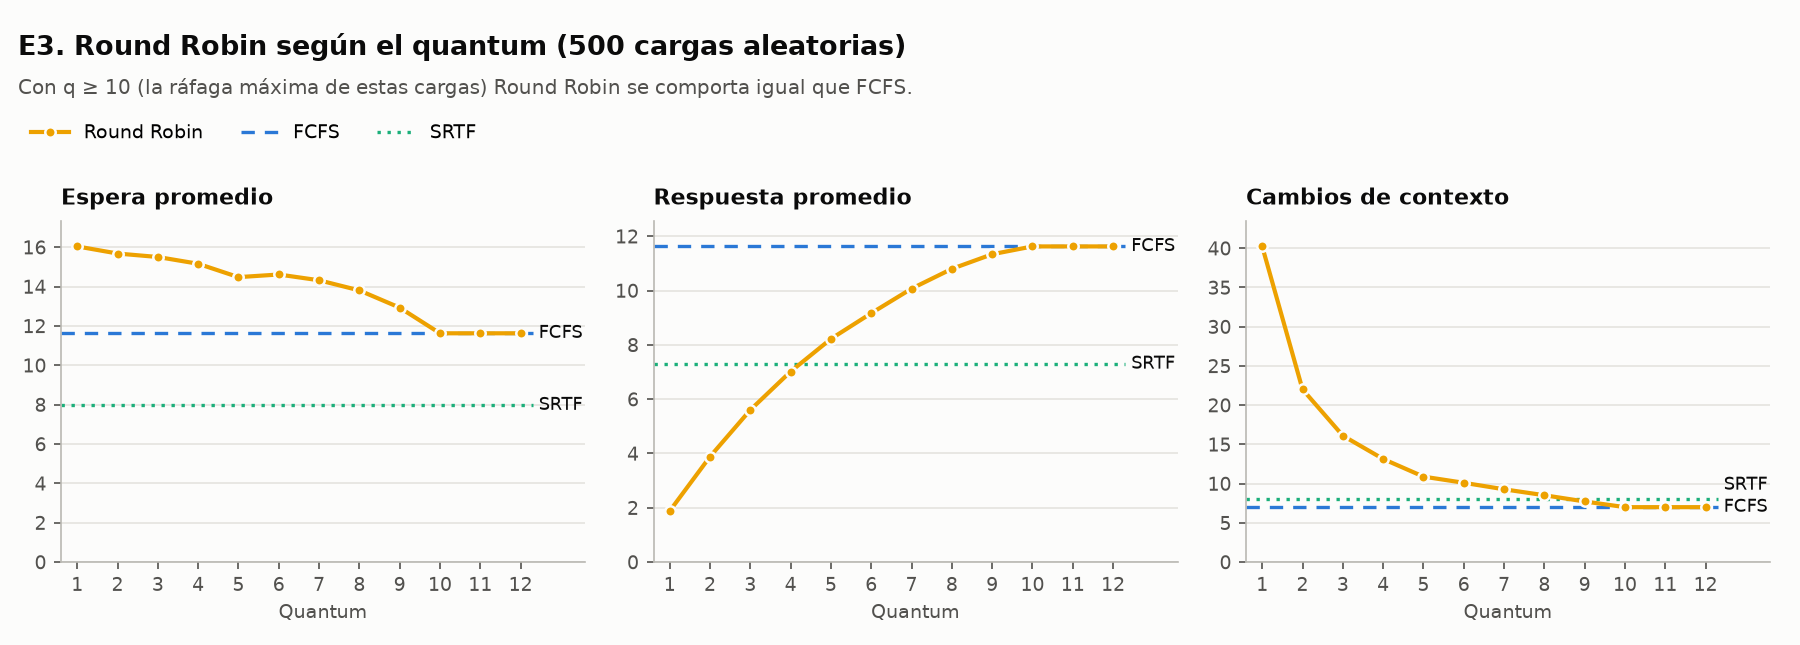 E3. Round Robin según el quantum (500 cargas aleatorias)
Con q ≥ 10 (la ráfaga máxima de estas cargas) Round Robin se comporta igual que FCFS.
Round Robin FCFS SRTF
Espera promedio
16
14
12
10
8
6
4
2
0
FCFS
SRTF
1 2 3 4 5 6 7 8 9 10 11 12
Quantum
Respuesta promedio
12
10
8
6
4
2
0
FCFS
SRTF
1 2 3 4 5 6 7 8 9 10 11 12
Quantum
Cambios de contexto
40
35
30
25
20
15
10
5
0
SRTF
FCFS
1 2 3 4 5 6 7 8 9 10 11 12
Quantum